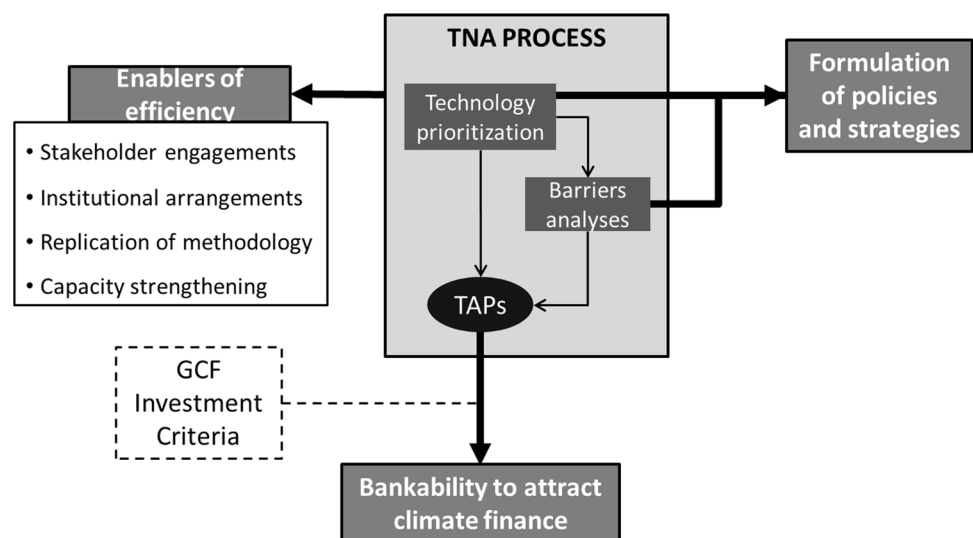 TNA PROCESS
Enablers of
efficiency
• Stakeholder engagements
• Institutional arrangements
• Replication of methodology
• Capacity strengthening
Technology
prioritization
Barriers
analyses
TAPs
Formulation
of policies
and strategies
GCF
Investment
Criteria
Bankability to attract
climate finance